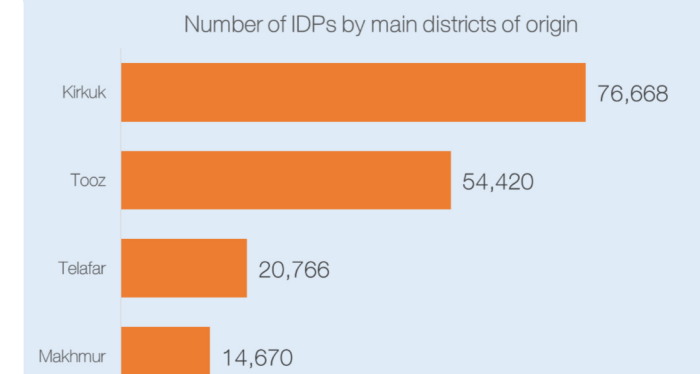 Number of IDPs by main districts of origin
Kirkuk 76,668
Tooz 54,420
Telafar 20,766
Makhmur 14,670